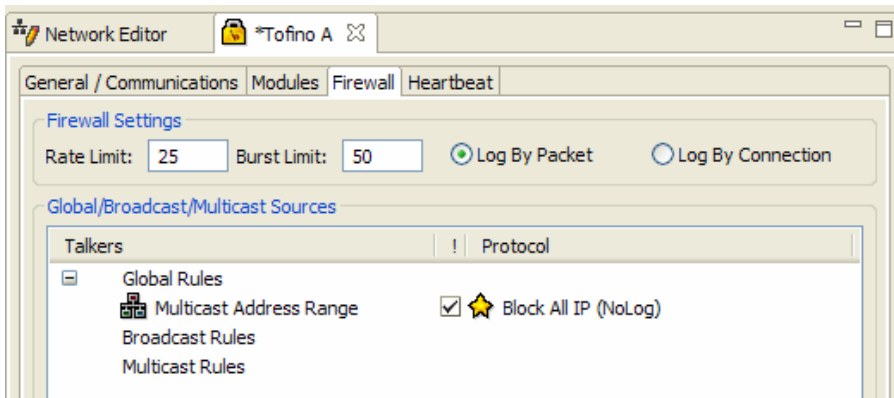 Network Editor *Tofino A
General / Communications Modules Firewall Heartbeat
Firewall Settings
Rate Limit: 25 Burst Limit: 50 Log By Packet Log By Connection
Global/Broadcast/Multicast Sources
Talkers ! Protocol
Global Rules
Multicast Address Range Block All IP (NoLog)
Broadcast Rules
Multicast Rules